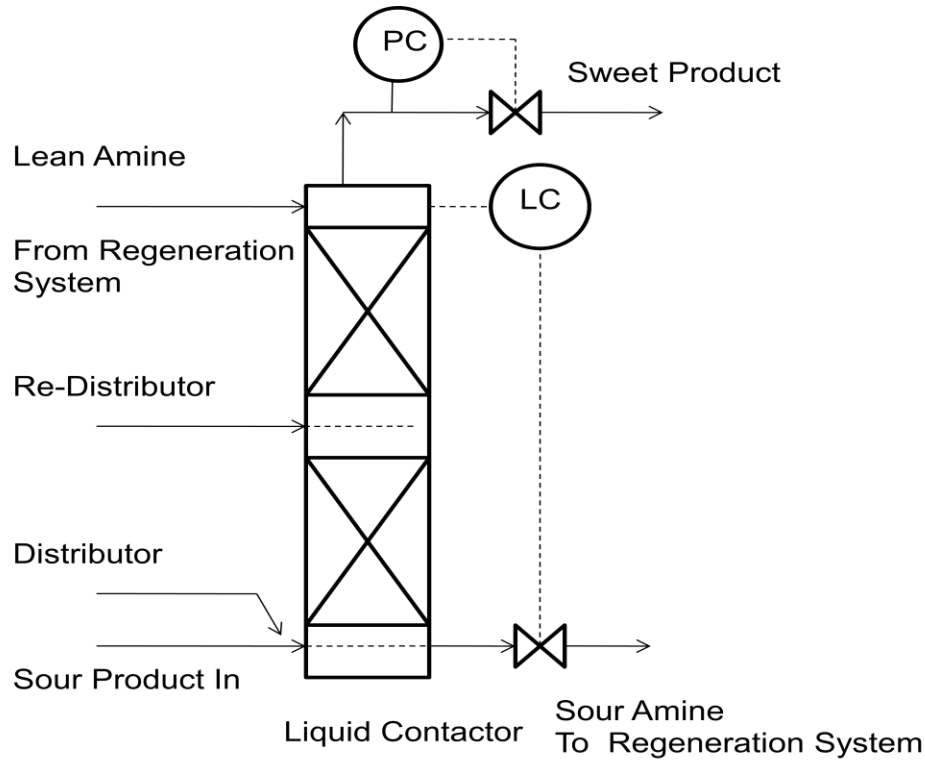 PC
Sweet Product
Lean Amine
LC
From Regeneration
System
Re-Distributor
Distributor
Sour Product In
Liquid Contactor
Sour Amine
To Regeneration System